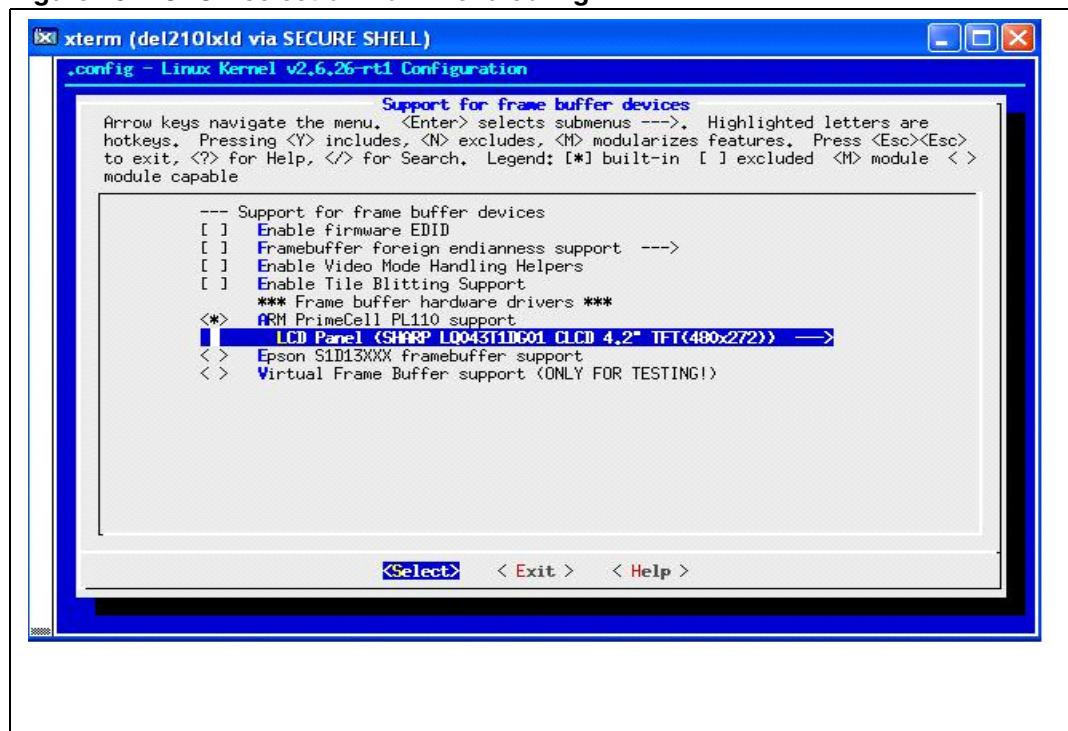 xterm (del210lxld via SECURE SHELL)
.config - Linux Kernel v2.6.26-rt1 Configuration
Support for frame buffer devices
Arrow keys navigate the menu. <Enter> selects submenus --->. Highlighted letters are
hotkeys. Pressing <Y> includes, <N> excludes, <M> modularizes features. Press <Esc><Esc>
to exit, <?> for Help, </> for Search. Legend: [*] built-in [ ] excluded <M> module < >
module capable
--- Support for frame buffer devices
[ ] Enable firmware EDID
[ ] Framebuffer foreign endianness support --->
[ ] Enable Video Mode Handling Helpers
[ ] Enable Tile Blitting Support
*** Frame buffer hardware drivers ***
<*> ARM PrimeCell PL110 support
LCD Panel (SHARP LQ043T1DG01 CLCD 4.2" TFT(480x272)) --->
< > Epson S1D13XXX framebuffer support
< > Virtual Frame Buffer support (ONLY FOR TESTING!)
<Select> < Exit > < Help >